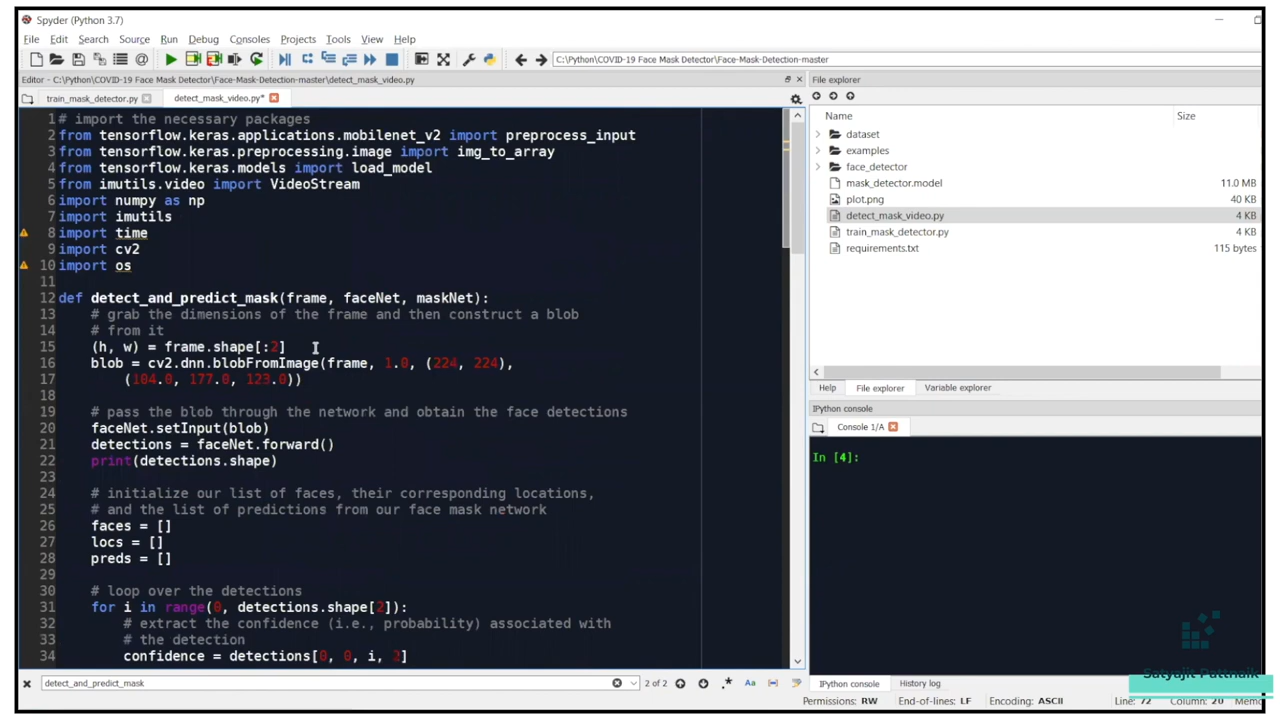 Spyder (Python 3.7)
File Edit Search Source Run Debug Consoles Projects Tools View Help
C:\Python\COVID-19 Face Mask Detector\Face-Mask-Detection-master
Editor - C:\Python\COVID-19 Face Mask Detector\Face-Mask-Detection-master\detect_mask_video.py
train_mask_detector.py detect_mask_video.py*
1 # import the necessary packages
2 from tensorflow.keras.applications.mobilenet_v2 import preprocess_input
3 from tensorflow.keras.preprocessing.image import img_to_array
4 from tensorflow.keras.models import load_model
5 from imutils.video import VideoStream
6 import numpy as np
7 import imutils
8 import time
9 import cv2
10 import os
11
12 def detect_and_predict_mask(frame, faceNet, maskNet):
13 # grab the dimensions of the frame and then construct a blob
14 # from it
15 (h, w) = frame.shape[:2]
16 blob = cv2.dnn.blobFromImage(frame, 1.0, (224, 224),
17 (104.0, 177.0, 123.0))
18
19 # pass the blob through the network and obtain the face detections
20 faceNet.setInput(blob)
21 detections = faceNet.forward()
22 print(detections.shape)
23
24 # initialize our list of faces, their corresponding locations,
25 # and the list of predictions from our face mask network
26 faces = []
27 locs = []
28 preds = []
29
30 # loop over the detections
31 for i in range(0, detections.shape[2]):
32 # extract the confidence (i.e., probability) associated with
33 # the detection
34 confidence = detections[0, 0, i, 2]
detect_and_predict_mask 2 of 2 .* Aa
File explorer
Name Size
dataset
examples
face_detector
mask_detector.model 11.0 MB
plot.png 40 KB
detect_mask_video.py 4 KB
train_mask_detector.py 4 KB
requirements.txt 115 bytes
Help File explorer Variable explorer
IPython console
Console 1/A
In [4]:
Satyajit Pattnaik
IPython console History log
Permissions: RW End-of-lines: LF Encoding: ASCII Line: 72 Column: 20 Memo